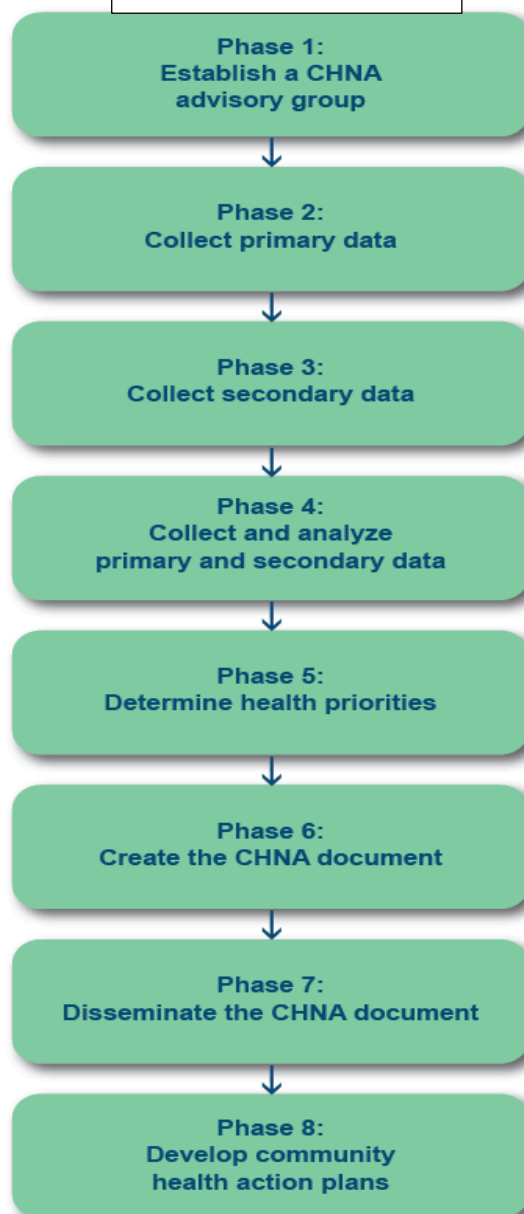 Phase 1:
Establish a CHNA
advisory group
Phase 2:
Collect primary data
Phase 3:
Collect secondary data
Phase 4:
Collect and analyze
primary and secondary data
Phase 5:
Determine health priorities
Phase 6:
Create the CHNA document
Phase 7:
Disseminate the CHNA document
Phase 8:
Develop community
health action plans